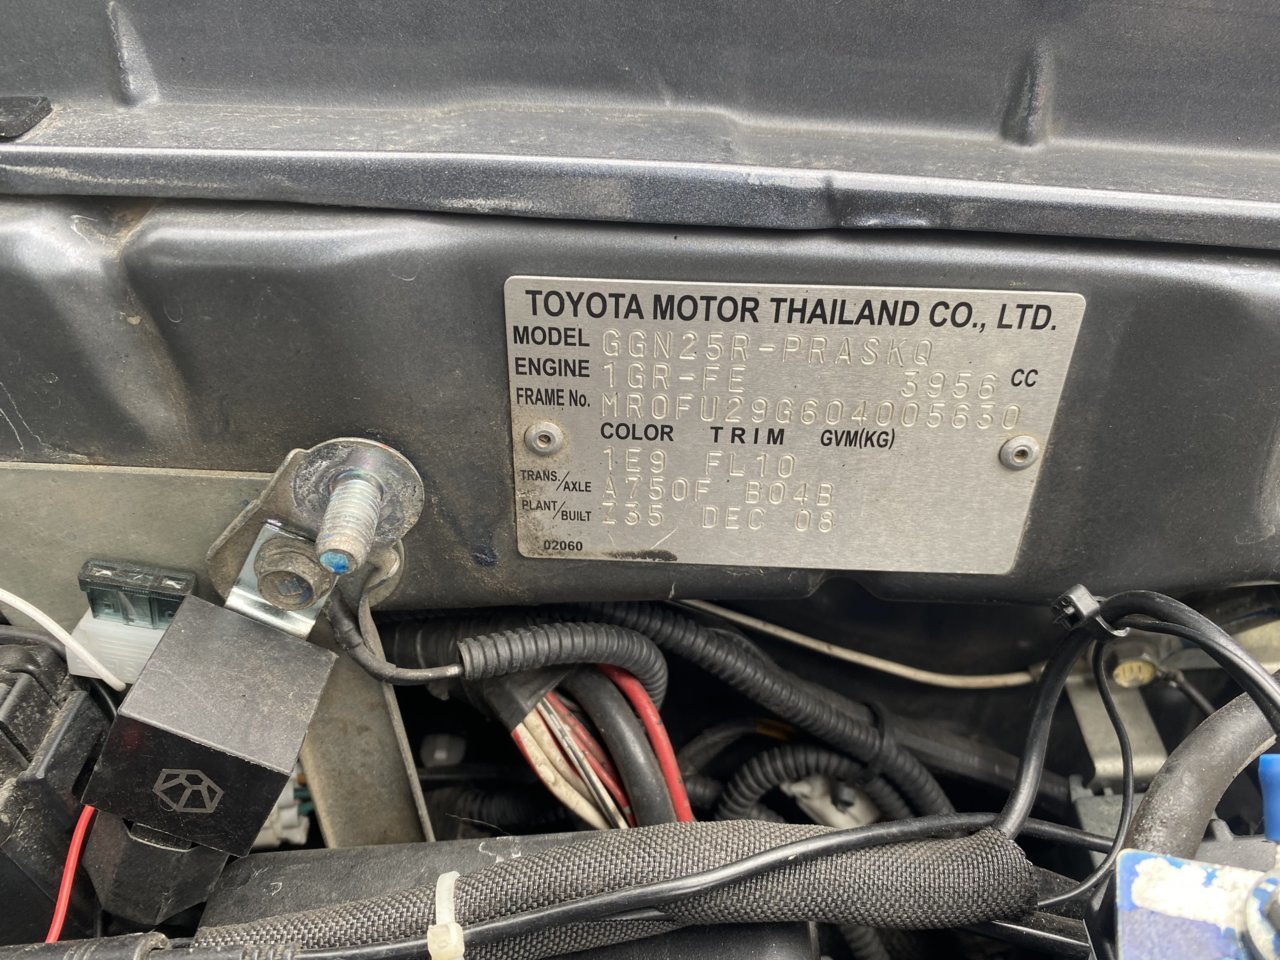 TOYOTA MOTOR THAILAND CO., LTD.
MODEL GGN25R-PRASKQ
ENGINE 1GR-FE 3956 CC
FRAME No. MR0FU29G604005630
COLOR TRIM GVM(KG)
1E9 FL10
TRANS./AXLE A750F B04B
PLANT/BUILT DEC 08
02060